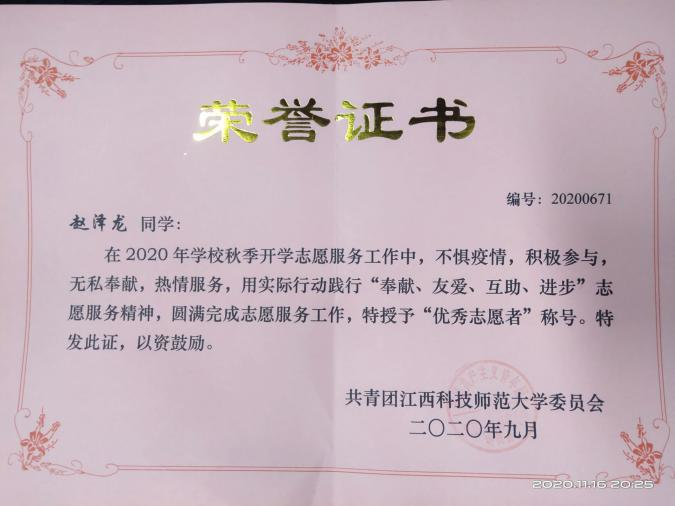 荣誉证书
编号：20200671
赵泽龙 同学：
在2020年学校秋季开学志愿服务工作中，不惧疫情，积极参与，
无私奉献，热情服务，用实际行动践行“奉献、友爱、互助、进步”志
愿服务精神，圆满完成志愿服务工作，特授予“优秀志愿者”称号。特
发此证，以资鼓励。
共青团江西科技师范大学委员会
二〇二〇年九月
2020.11.16 20:25